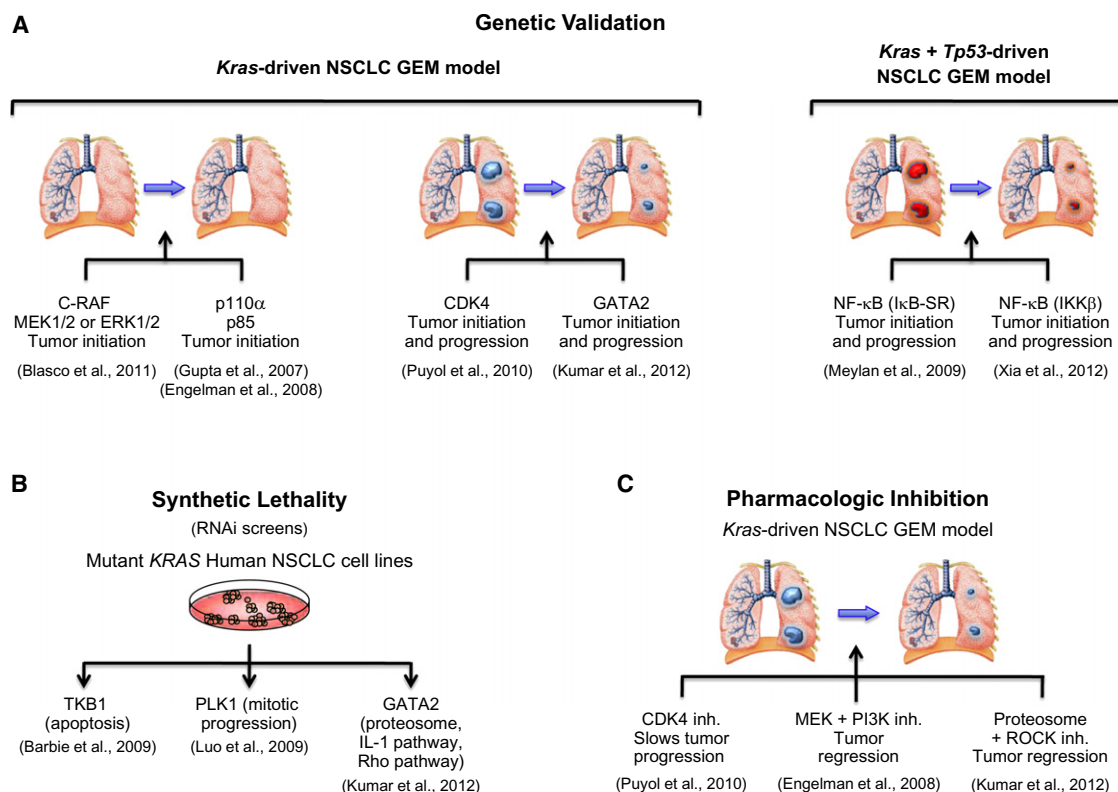 A
Genetic Validation
Kras-driven NSCLC GEM model
Kras + Tp53-driven
NSCLC GEM model
C-RAF
MEK1/2 or ERK1/2
Tumor initiation
(Blasco et al., 2011)
p110α
p85
Tumor initiation
(Gupta et al., 2007)
(Engelman et al., 2008)
CDK4
Tumor initiation
and progression
(Puyol et al., 2010)
GATA2
Tumor initiation
and progression
(Kumar et al., 2012)
NF-κB (IκB-SR)
Tumor initiation
and progression
(Meylan et al., 2009)
NF-κB (IKKβ)
Tumor initiation
and progression
(Xia et al., 2012)
B
Synthetic Lethality
(RNAi screens)
Mutant KRAS Human NSCLC cell lines
TKB1
(apoptosis)
(Barbie et al., 2009)
PLK1 (mitotic
progression)
(Luo et al., 2009)
GATA2
(proteosome,
IL-1 pathway,
Rho pathway)
(Kumar et al., 2012)
C
Pharmacologic Inhibition
Kras-driven NSCLC GEM model
CDK4 inh.
Slows tumor
progression
(Puyol et al., 2010)
MEK + PI3K inh.
Tumor
regression
(Engelman et al., 2008)
Proteosome
+ ROCK inh.
Tumor regression
(Kumar et al., 2012)